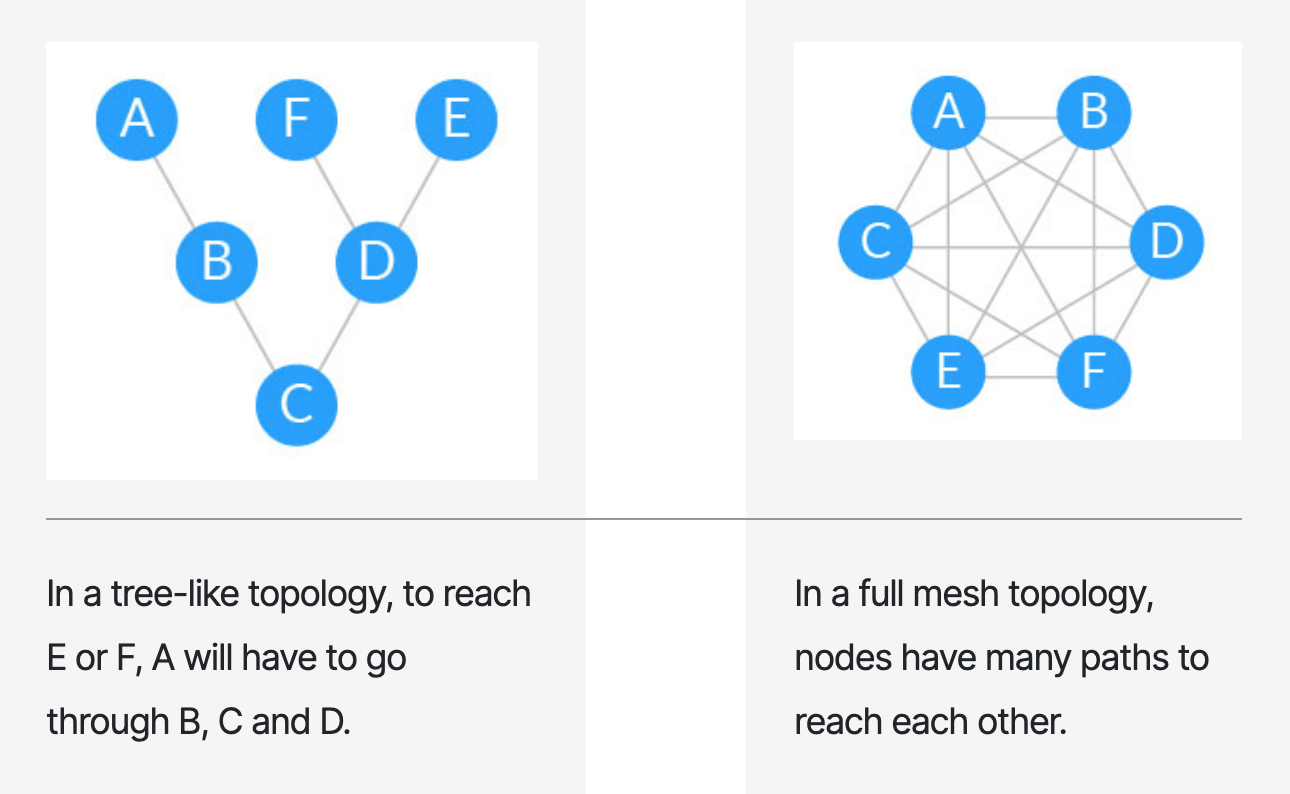 A F E
B D
C
In a tree-like topology, to reach
E or F, A will have to go
through B, C and D.
A B
C D
E F
In a full mesh topology,
nodes have many paths to
reach each other.